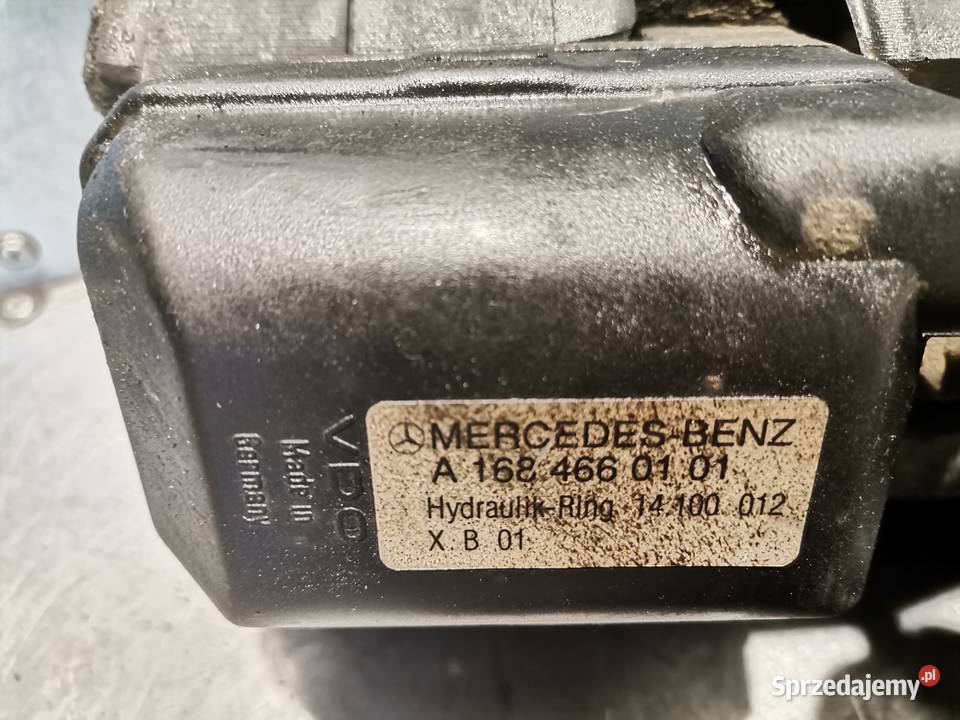 VDO
Made in
Germany
MERCEDES-BENZ
A 168 466 01 01
Hydraulik-Ring 14 100 012
X B 01
Sprzedajemy.pl